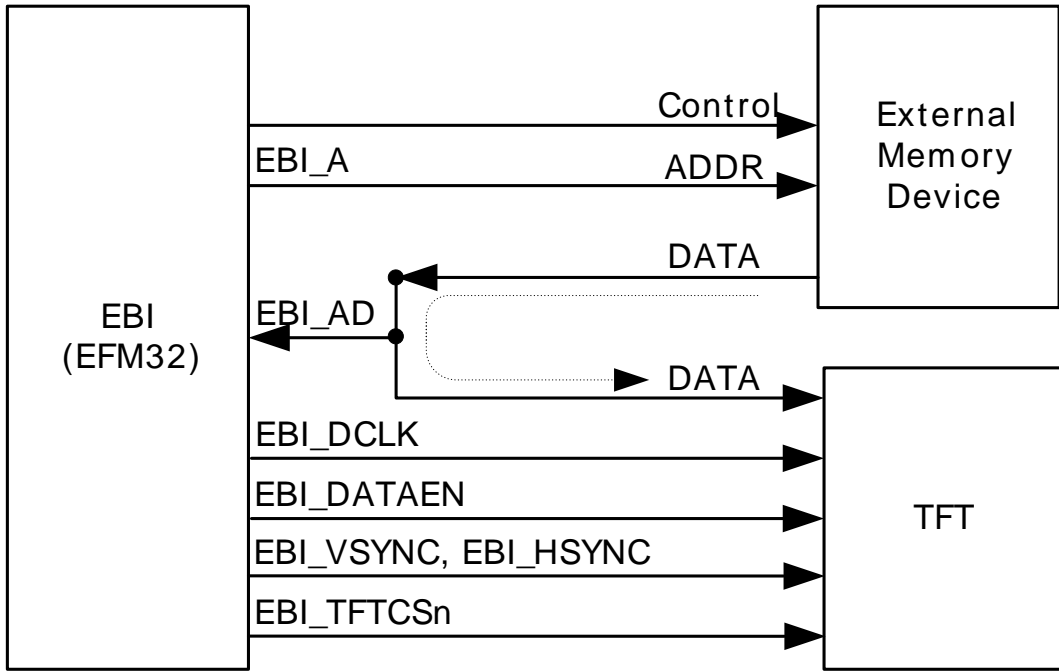 Control
External
Memory
Device
EBI_A
ADDR
DATA
EBI
(EFM32)
EBI_AD
DATA
EBI_DCLK
EBI_DATAEN
TFT
EBI_VSYNC, EBI_HSYNC
EBI_TFTCSn